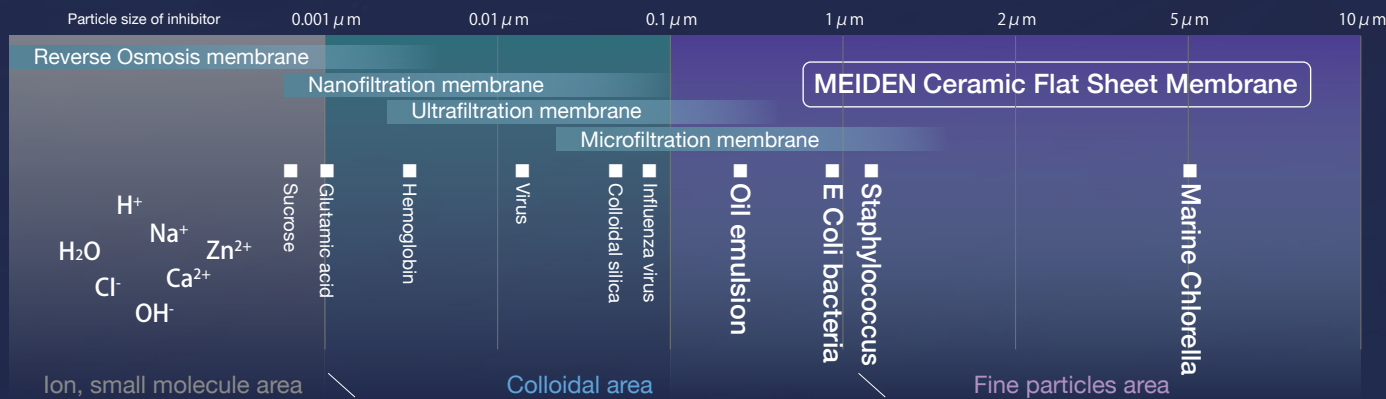 Particle size of inhibitor 0.001 μm 0.01 μm 0.1 μm 1 μm 2 μm 5 μm 10 μm
Reverse Osmosis membrane
Nanofiltration membrane
MEIDEN Ceramic Flat Sheet Membrane
Ultrafiltration membrane
Microfiltration membrane
Sucrose
Glutamic acid
Hemoglobin
Virus
Colloidal silica
Influenza virus
Oil emulsion
E Coli bacteria
Staphylococcus
Marine Chlorella
H⁺
Na⁺
H₂O
Zn²⁺
Ca²⁺
Cl⁻
OH⁻
Ion, small molecule area Colloidal area Fine particles area